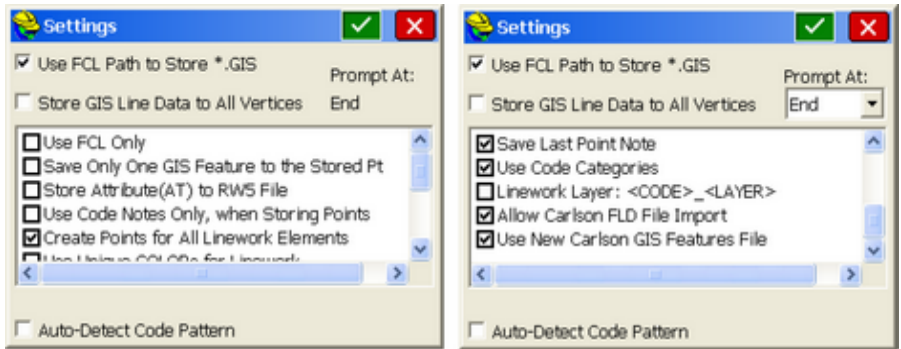 Settings
Use FCL Path to Store *.GIS
Prompt At:
Store GIS Line Data to All Vertices
End
Use FCL Only
Save Only One GIS Feature to the Stored Pt
Store Attribute(AT) to RW5 File
Use Code Notes Only, when Storing Points
Create Points for All Linework Elements
Use Unique COLORs for Linework
Auto-Detect Code Pattern
Settings
Use FCL Path to Store *.GIS
Prompt At:
Store GIS Line Data to All Vertices
End
Save Last Point Note
Use Code Categories
Linework Layer: <CODE>_<LAYER>
Allow Carlson FLD File Import
Use New Carlson GIS Features File
Auto-Detect Code Pattern